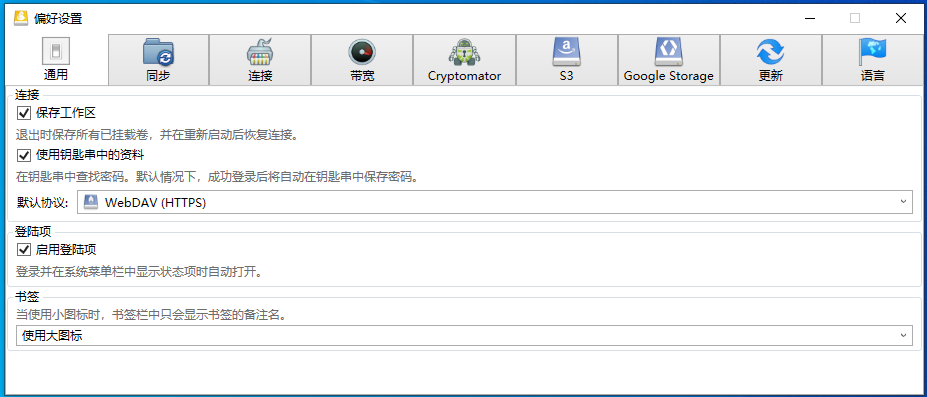 偏好设置
通用
同步
连接
带宽
Cryptomator
S3
Google Storage
更新
语言
连接
保存工作区
退出时保存所有已挂载卷，并在重新启动后恢复连接。
使用钥匙串中的资料
在钥匙串中查找密码。默认情况下，成功登录后将自动在钥匙串中保存密码。
默认协议: WebDAV (HTTPS)
登陆项
启用登陆项
登录并在系统菜单栏中显示状态项时自动打开。
书签
当使用小图标时，书签栏中只会显示书签的备注名。
使用大图标